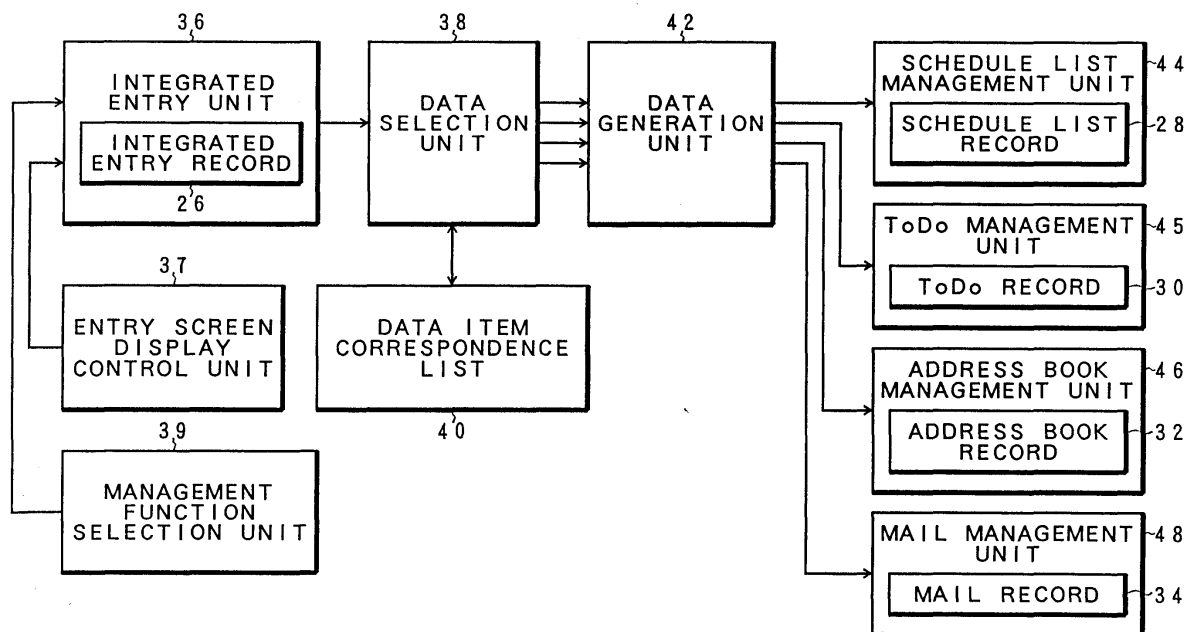 36
INTEGRATED
ENTRY UNIT
INTEGRATED
ENTRY RECORD
26
38
DATA
SELECTION
UNIT
42
DATA
GENERATION
UNIT
SCHEDULE LIST
MANAGEMENT UNIT
44
SCHEDULE LIST
RECORD
28
ToDo MANAGEMENT
UNIT
45
ToDo RECORD
30
37
ENTRY SCREEN
DISPLAY
CONTROL UNIT
DATA ITEM
CORRESPONDENCE
LIST
40
ADDRESS BOOK
MANAGEMENT UNIT
46
ADDRESS BOOK
RECORD
32
39
MANAGEMENT
FUNCTION
SELECTION UNIT
MAIL MANAGEMENT
UNIT
48
MAIL RECORD
34